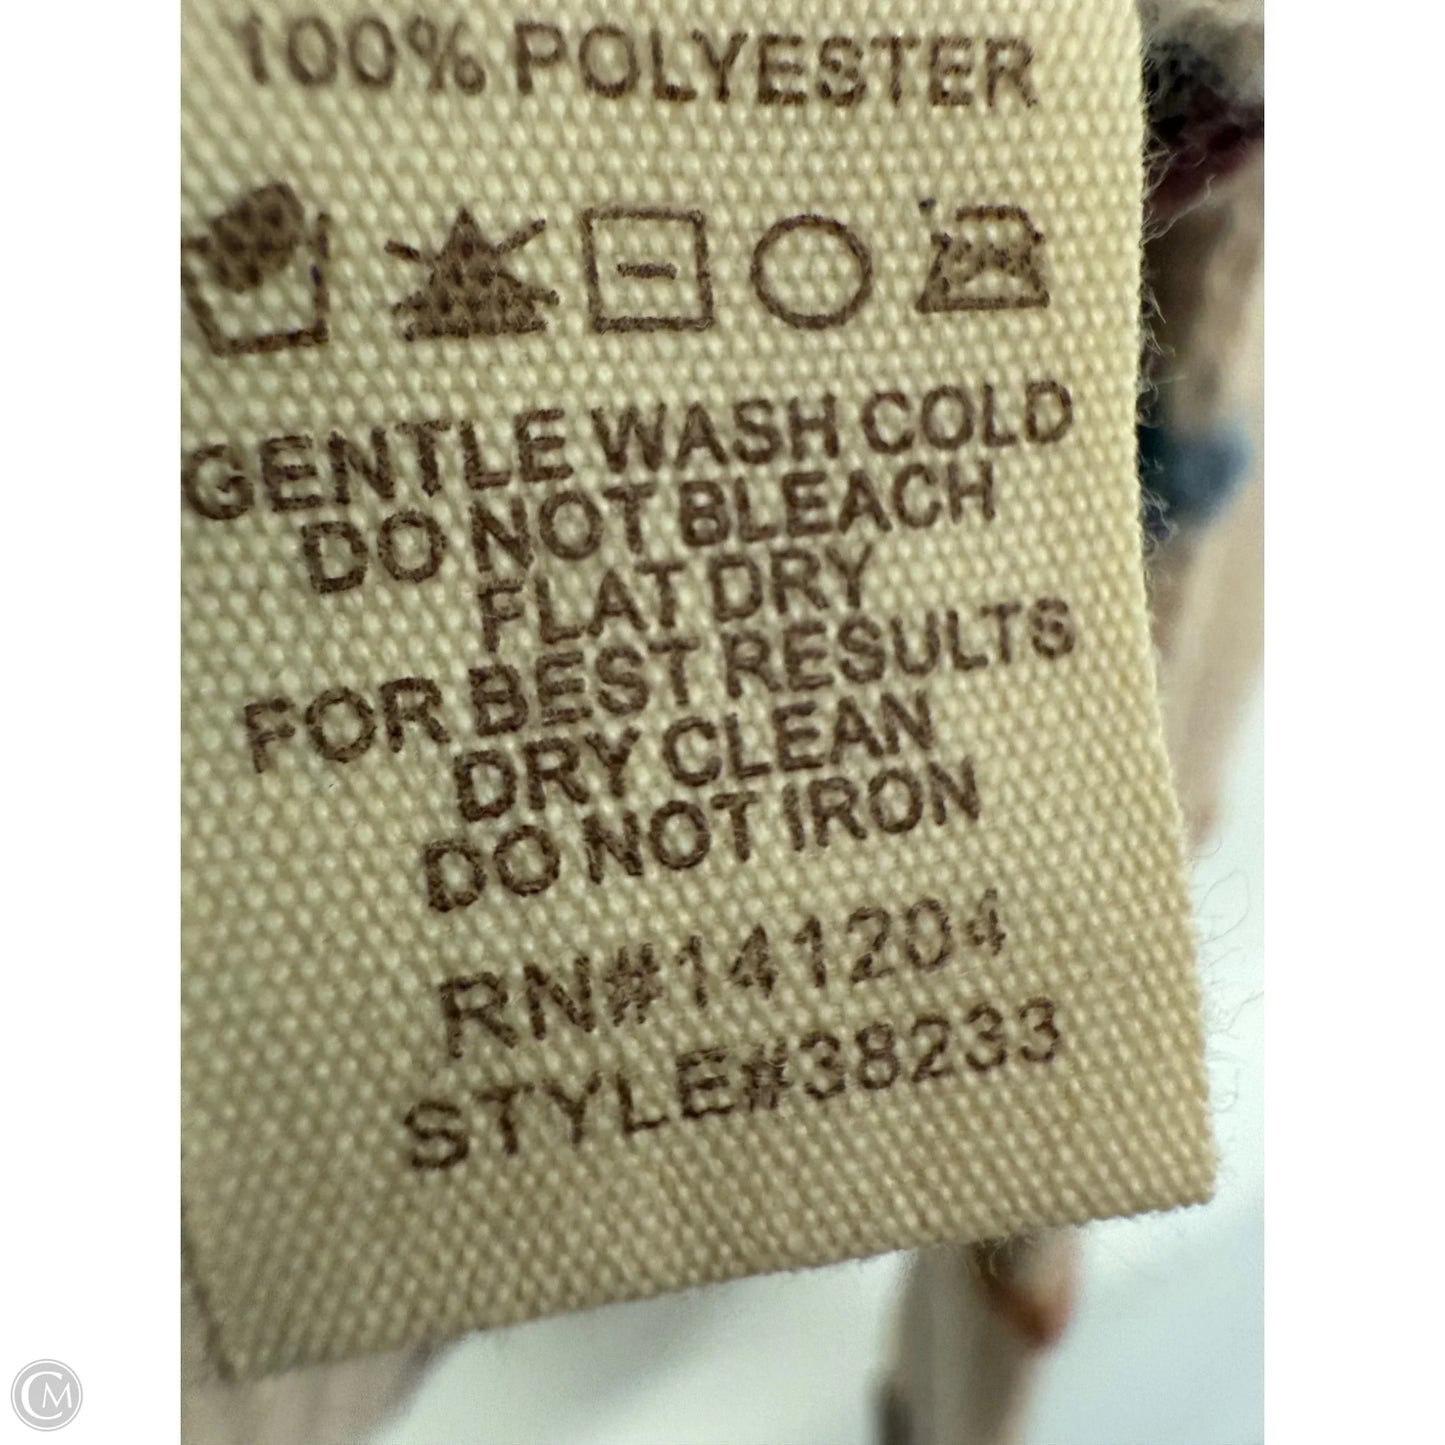 100% POLYESTER
GENTLE WASH COLD
DO NOT BLEACH
FLAT DRY
FOR BEST RESULTS
DRY CLEAN
DO NOT IRON
RN#141204
STYLE#38233
CM